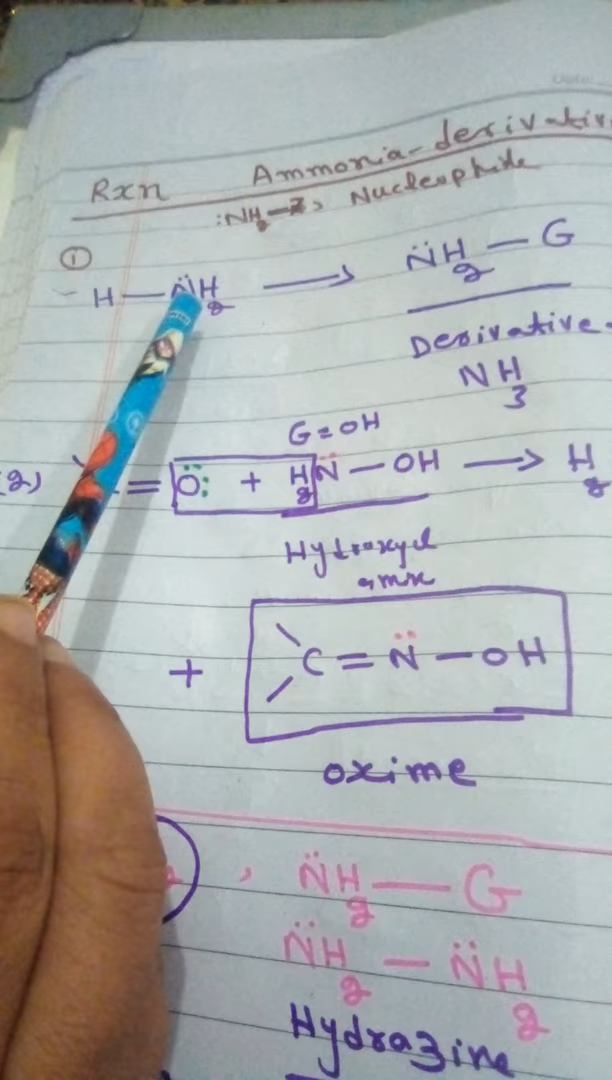 Rxn Ammonia-derivativ
:NH2-Z, Nucleophile
① H—N̈H2 ⟶ N̈H2—G
Derivative
NH3
G=OH
(2) =Ö: + H2N̈—OH ⟶ H2
Hydroxyl
amine
+ C=N̈—OH
oxime
, N̈H2—G
N̈H2—N̈H2
Hydrazine